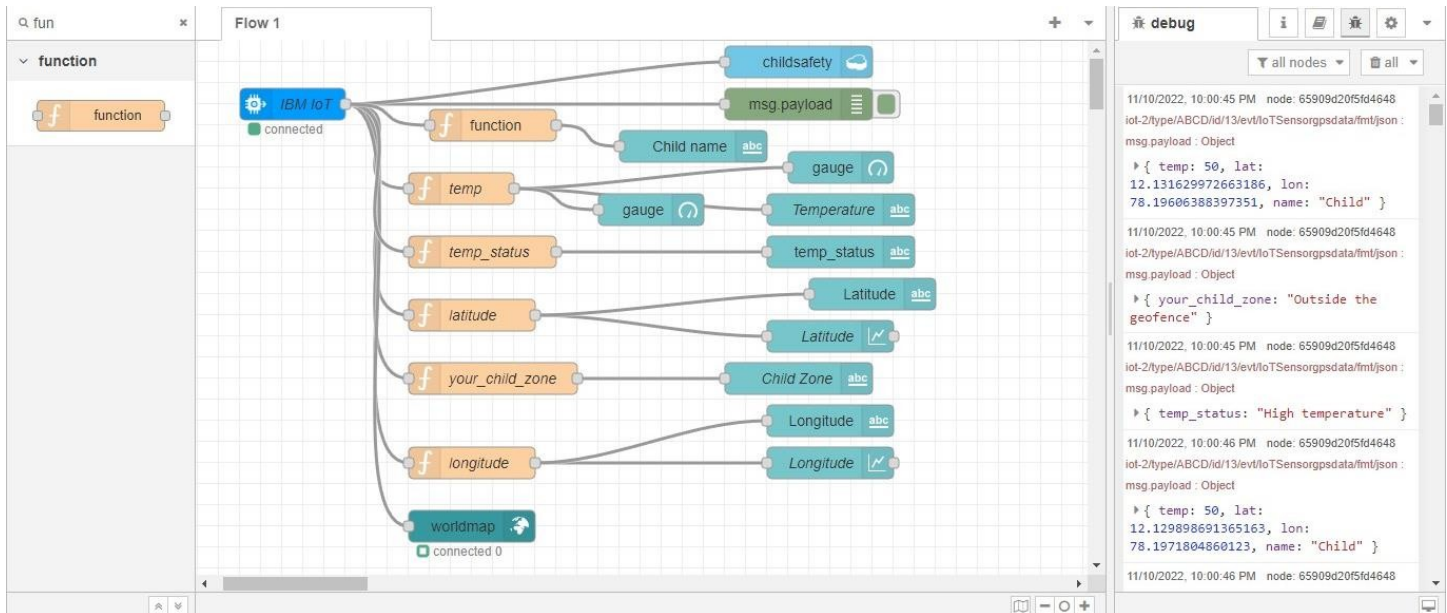 fun
Flow 1
debug
i
function
all nodes
all
function
IBM IoT
connected
childsafety
msg.payload
function
Child name
abc
gauge
temp
gauge
Temperature
abc
temp_status
temp_status
abc
latitude
Latitude
abc
Latitude
your_child_zone
Child Zone
abc
Longitude
abc
longitude
Longitude
worldmap
connected 0
11/10/2022, 10:00:45 PM node: 65909d20f5fd4648
iot-2/type/ABCD/id/13/evt/IoTSensorgpsdata/fmt/json :
msg.payload : Object
{ temp: 50, lat:
12.131629972663186, lon:
78.19606388397351, name: "Child" }
11/10/2022, 10:00:45 PM node: 65909d20f5fd4648
iot-2/type/ABCD/id/13/evt/IoTSensorgpsdata/fmt/json :
msg.payload : Object
{ your_child_zone: "Outside the
geofence" }
11/10/2022, 10:00:45 PM node: 65909d20f5fd4648
iot-2/type/ABCD/id/13/evt/IoTSensorgpsdata/fmt/json :
msg.payload : Object
{ temp_status: "High temperature" }
11/10/2022, 10:00:46 PM node: 65909d20f5fd4648
iot-2/type/ABCD/id/13/evt/IoTSensorgpsdata/fmt/json :
msg.payload : Object
{ temp: 50, lat:
12.129898691365163, lon:
78.1971804860123, name: "Child" }
11/10/2022, 10:00:46 PM node: 65909d20f5fd4648